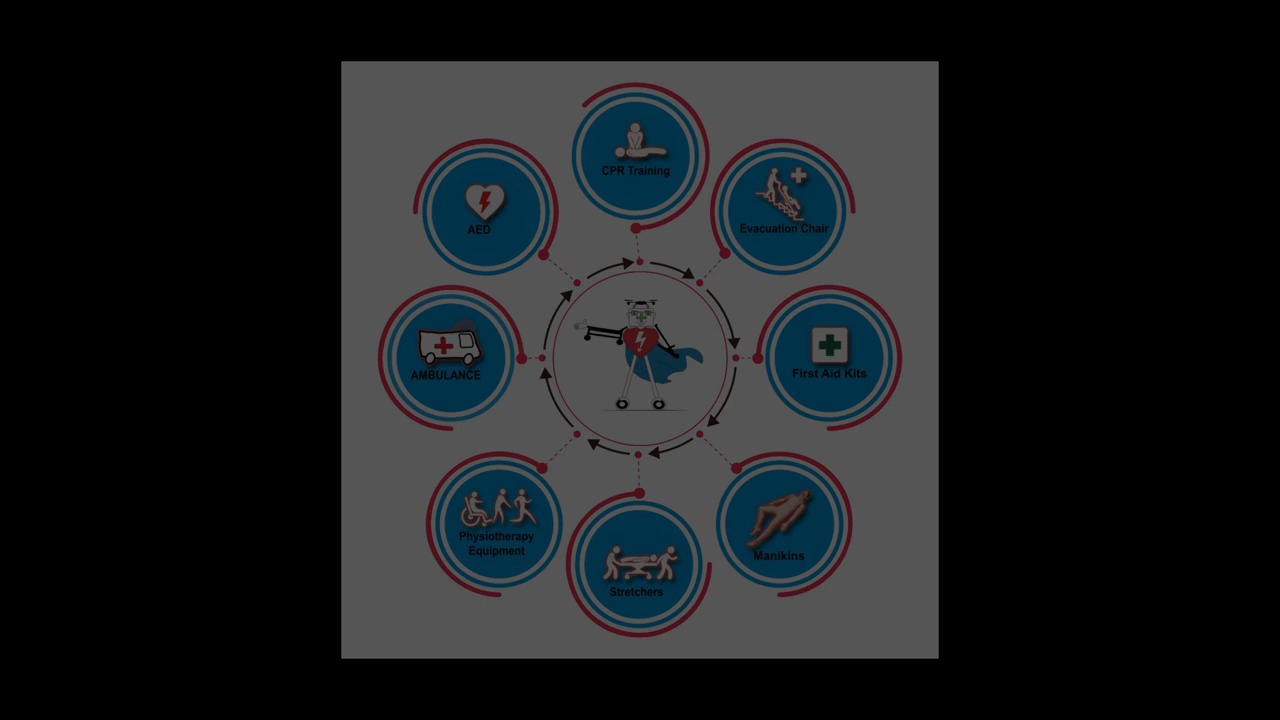 CPR Training
AED
Evacuation Chair
AMBULANCE
First Aid Kits
Physiotherapy
Equipment
Manikins
Stretchers